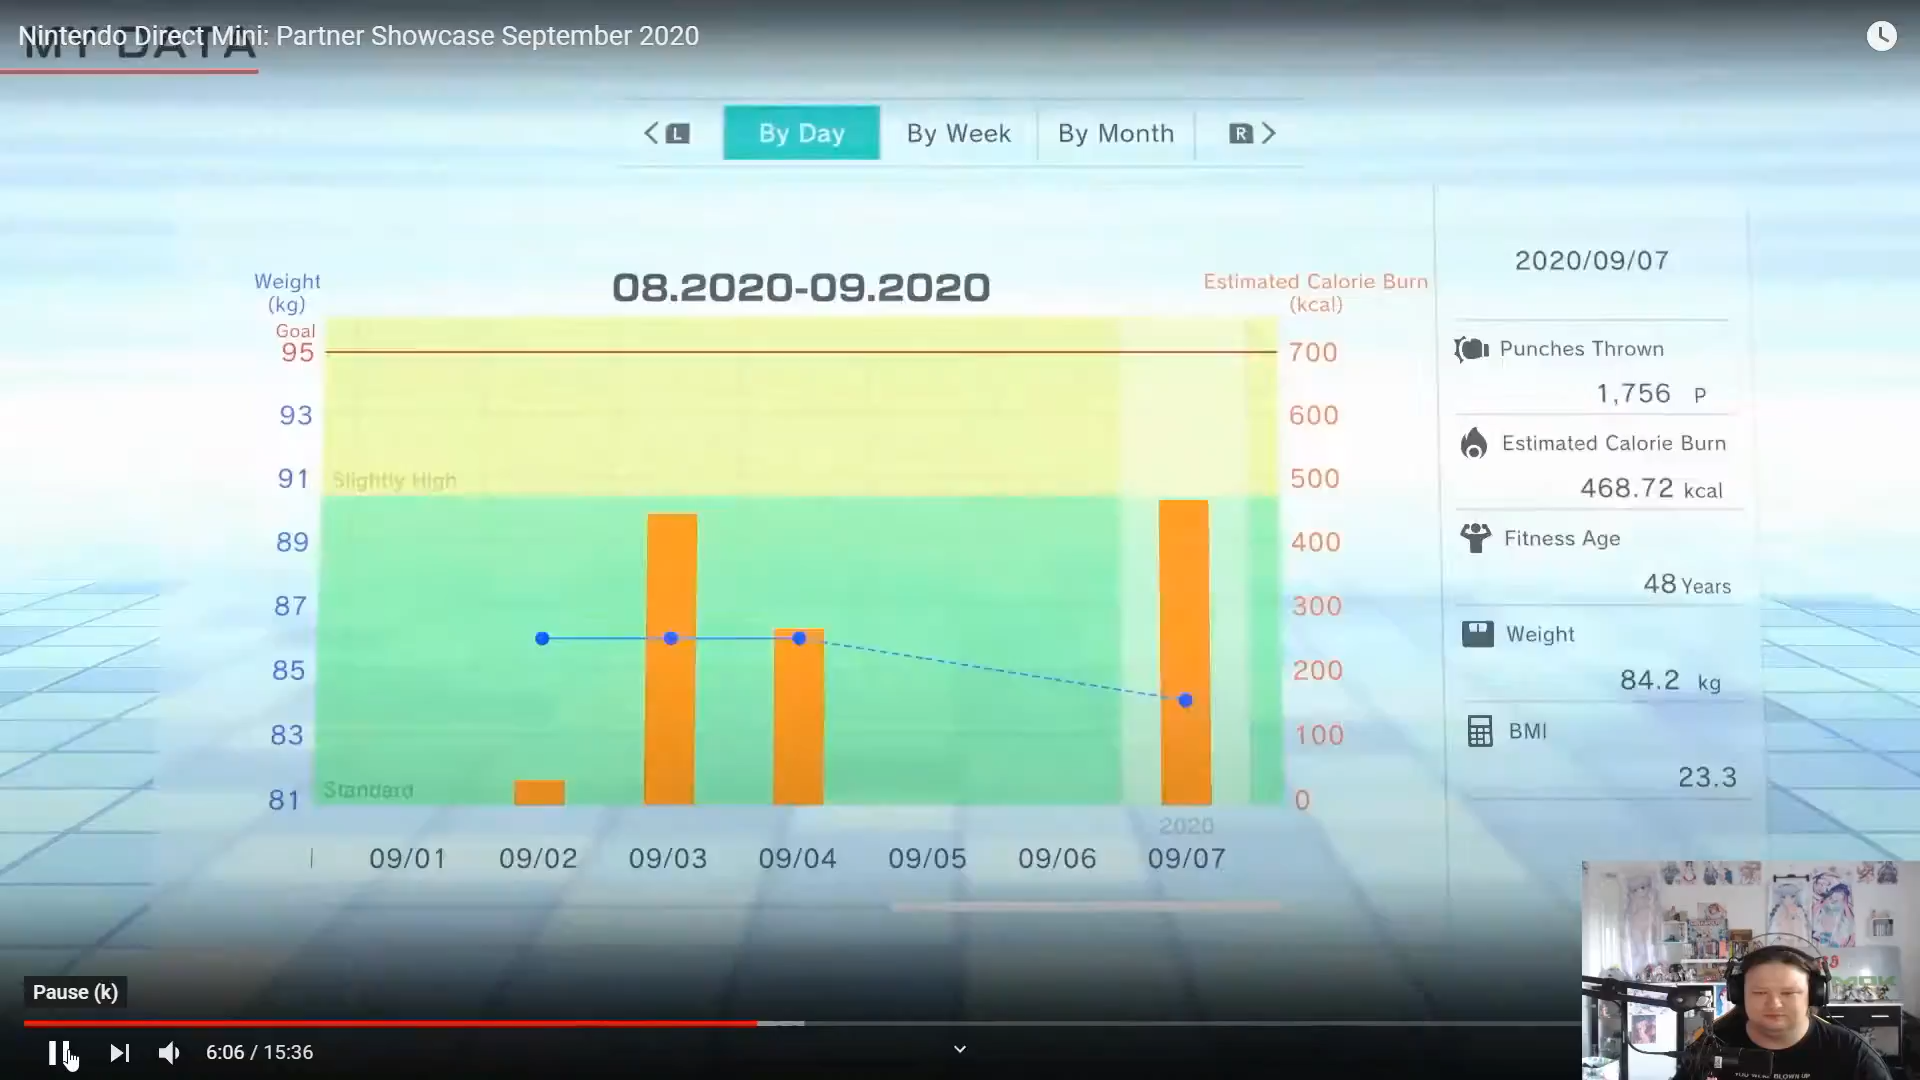 Nintendo Direct Mini: Partner Showcase September 2020
MY DATA
L By Day By Week By Month R
08.2020-09.2020
Weight
(kg)
Goal
95
93
91
89
87
85
83
81
Estimated Calorie Burn
(kcal)
700
600
500
400
300
200
100
0
Slightly High
Standard
2020
09/01 09/02 09/03 09/04 09/05 09/06 09/07
2020/09/07
Punches Thrown
1,756 P
Estimated Calorie Burn
468.72 kcal
Fitness Age
48 Years
Weight
84.2 kg
BMI
23.3
Pause (k)
6:06 / 15:36